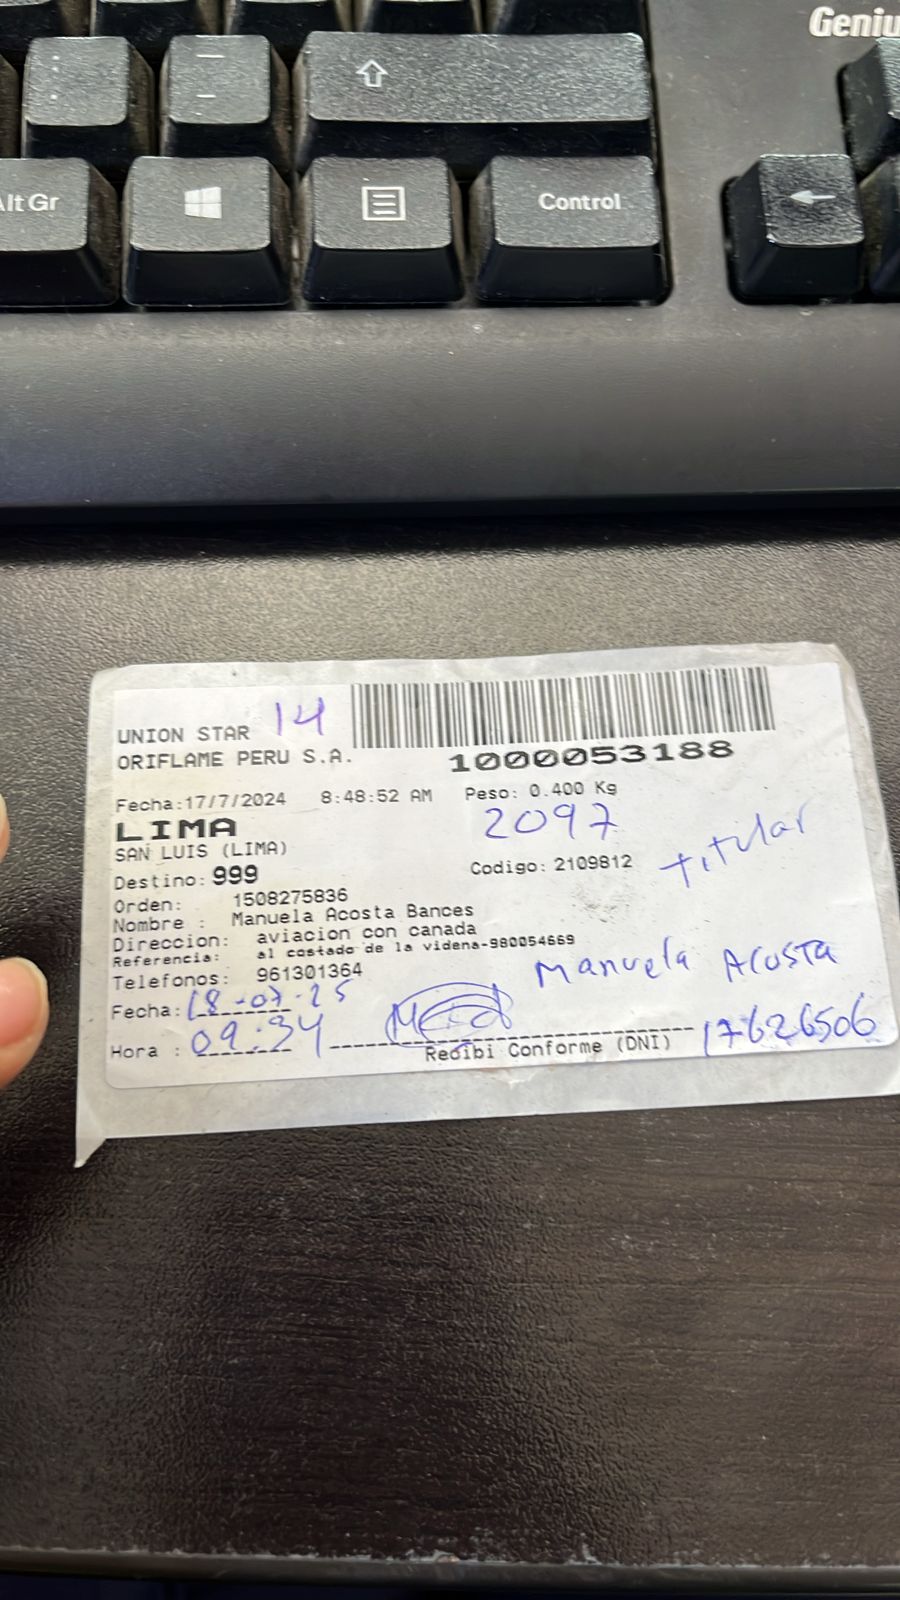 Geniu
Alt Gr
Control
UNION STAR 14
ORIFLAME PERU S.A.
1000053188
Fecha:17/7/2024 8:48:52 AM Peso: 0.400 Kg
LIMA 2097
SAN LUIS (LIMA)
Destino: 999 Codigo: 2109812 titular
Orden: 1508275836
Nombre : Manuela Acosta Bances
Direccion: aviacion con canada
Referencia: al costado de la videna-980054669
Telefonos: 961301364 Manuela Acosta
Fecha: 18-07-25
Hora : 09:34
Recibi Conforme (DNI) 17626506